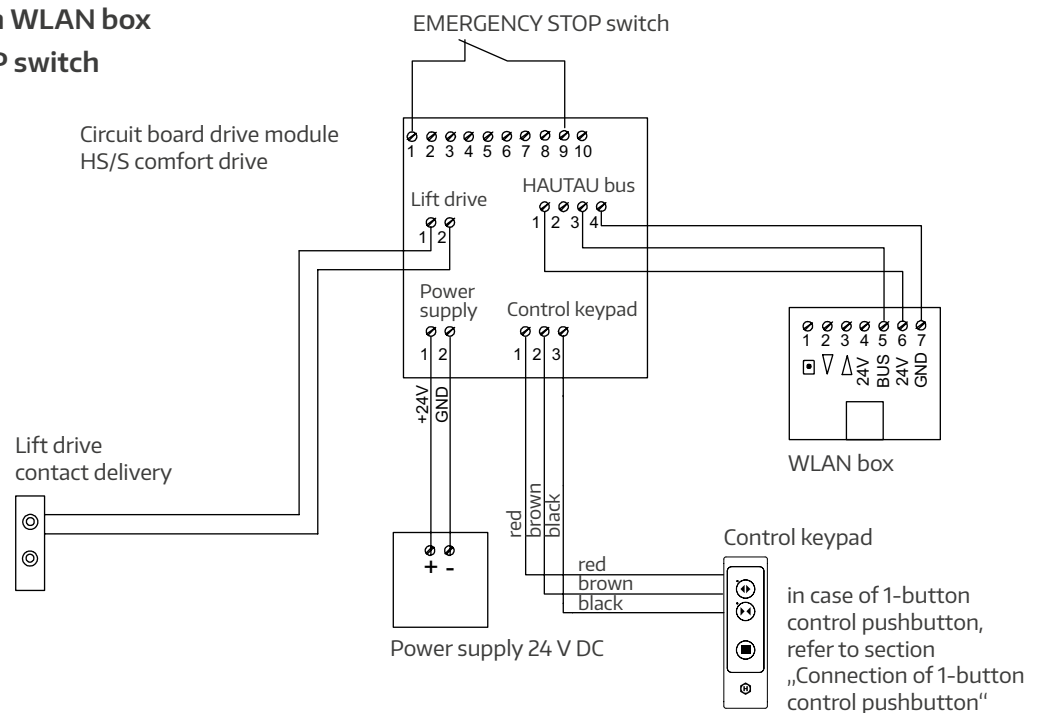 WLAN box
P switch
EMERGENCY STOP switch
Circuit board drive module
HS/S comfort drive
1 2 3 4 5 6 7 8 9 10
Lift drive
1 2
HAUTAU bus
1 2 3 4
Power
supply
1 2
Control keypad
1 2 3
+24V
GND
1 2 3 4 5 6 7
24V
BUS
24V
GND
WLAN box
Lift drive
contact delivery
red
brown
black
+ -
Power supply 24 V DC
red
brown
black
Control keypad
in case of 1-button
control pushbutton,
refer to section
„Connection of 1-button
control pushbutton“
H